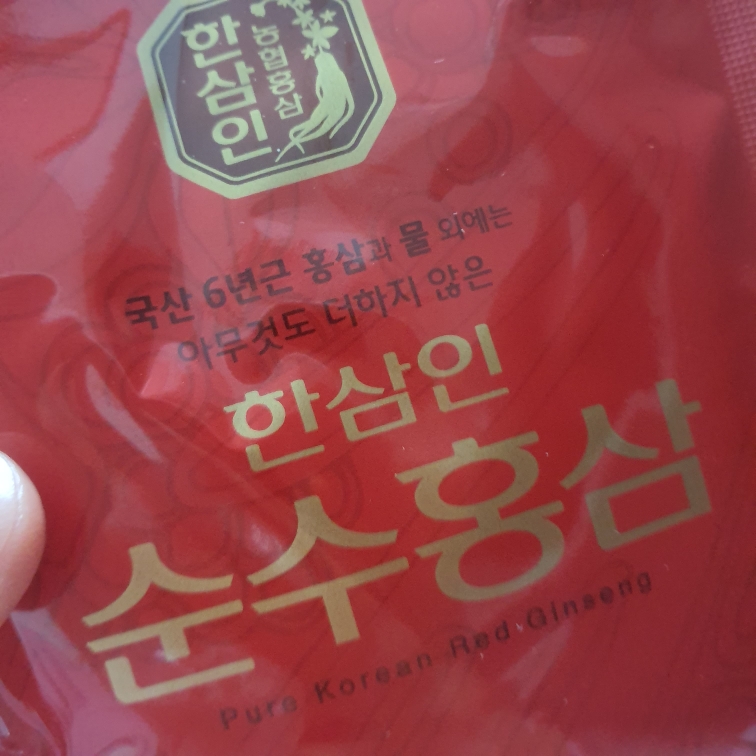 한삼인
농협홍삼
국산 6년근 홍삼과 물 외에는
아무것도 더하지 않은
한삼인
순수홍삼
Pure Korean Red Ginseng